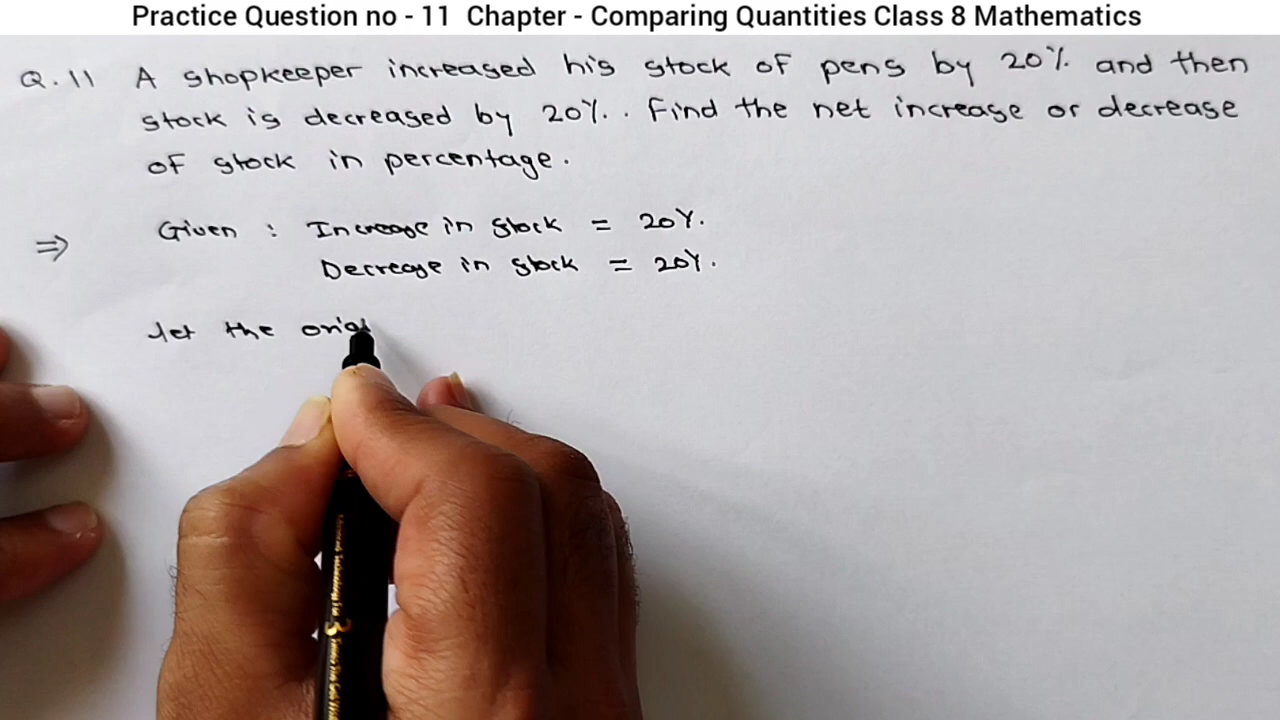 Practice Question no - 11 Chapter - Comparing Quantities Class 8 Mathematics
Q.11 A shopkeeper increased his stock of pens by 20% and then
stock is decreased by 20%. . Find the net increase or decrease
of stock in percentage.
⇒ Given : Increase in stock = 20%.
Decrease in stock = 20%.
let the orig
3